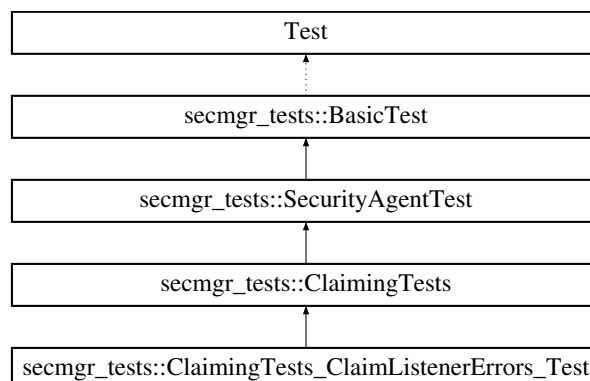 Test
secmgr_tests::BasicTest
secmgr_tests::SecurityAgentTest
secmgr_tests::ClaimingTests
secmgr_tests::ClaimingTests_ClaimListenerErrors_Test